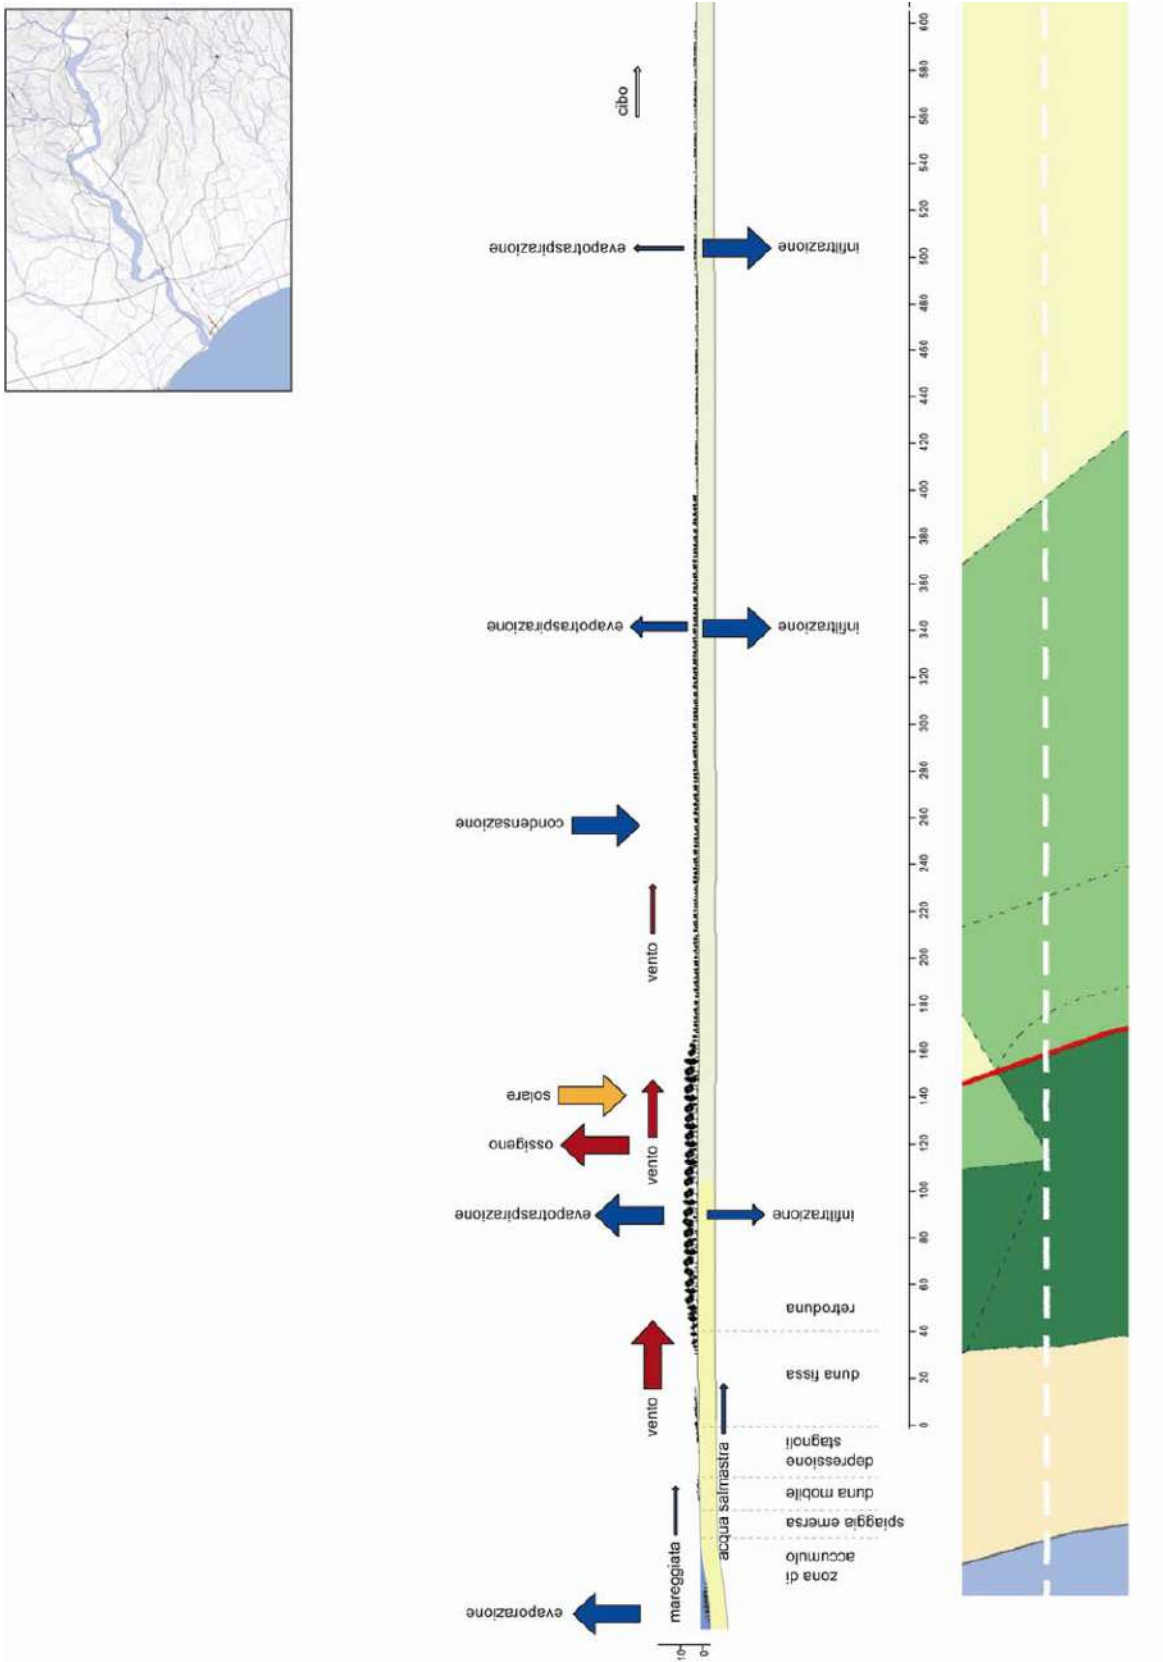 evaporazione
evapotraspirazione
ossigeno
solare
condensazione
evapotraspirazione
evapotraspirazione
cibo
vento
vento
vento
mareggiata
10
0
acqua salmastra
infiltrazione
infiltrazione
infiltrazione
zona di
accumulo
spiaggia emersa
duna mobile
depressione
stagnoli
duna fissa
retroduna
0 20 40 60 80 100 120 140 160 180 200 220 240 260 280 300 320 340 360 380 400 420 440 460 480 500 520 540 560 580 600